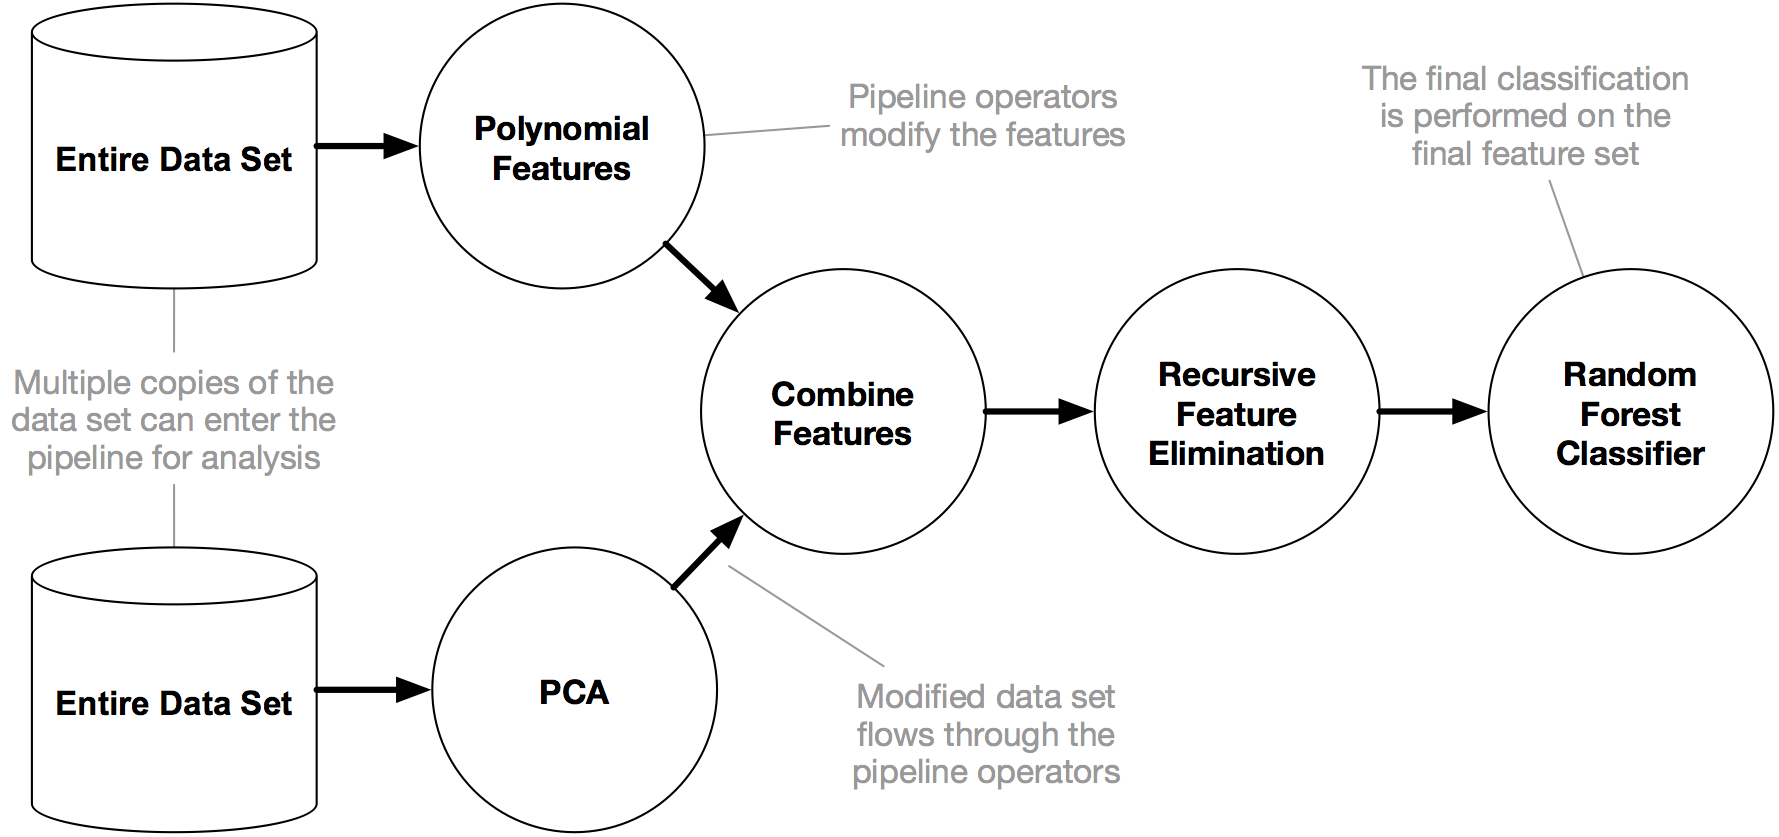 Entire Data Set
Polynomial
Features
Pipeline operators
modify the features
The final classification
is performed on the
final feature set
Multiple copies of the
data set can enter the
pipeline for analysis
Combine
Features
Recursive
Feature
Elimination
Random
Forest
Classifier
Entire Data Set
PCA
Modified data set
flows through the
pipeline operators